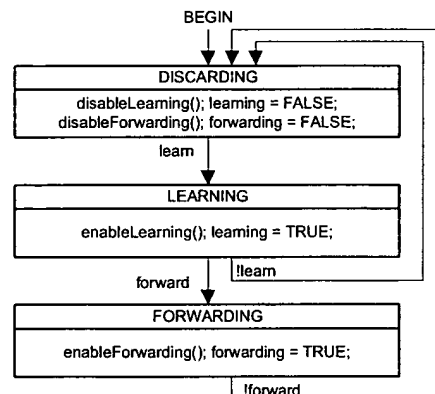 BEGIN
DISCARDING
disableLearning(); learning = FALSE;
disableForwarding(); forwarding = FALSE;
learn
LEARNING
enableLearning(); learning = TRUE;
!learn
forward
FORWARDING
enableForwarding(); forwarding = TRUE;
!forward